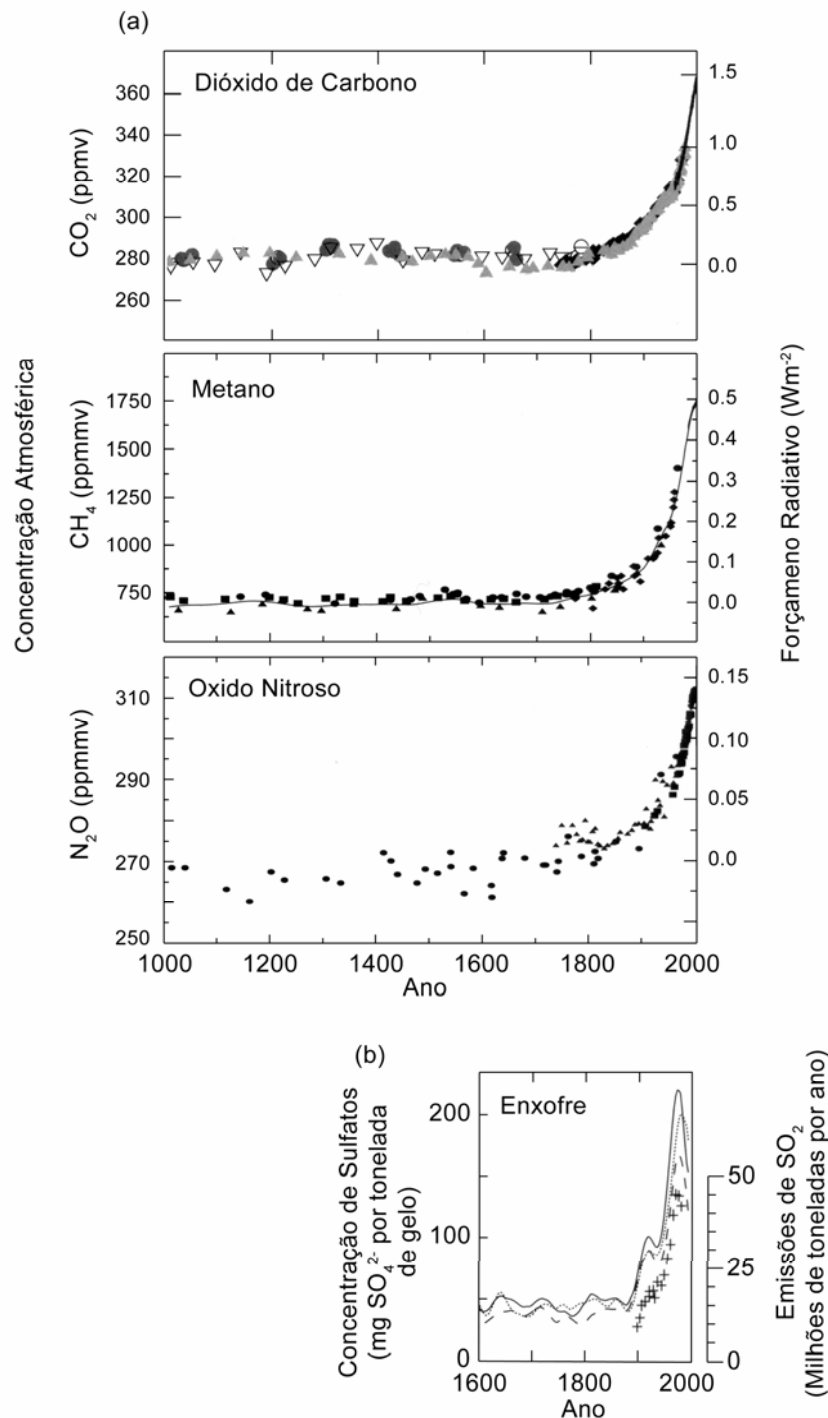 (a)
Dióxido de Carbono
CO₂ (ppmv)
360
340
320
300
280
260
1.5
1.0
0.5
0.0
Concentração Atmosférica
Metano
CH₄ (ppmmv)
1750
1500
1250
1000
750
0.5
0.4
0.3
0.2
0.1
0.0
Forçameno Radiativo (Wm⁻²)
Oxido Nitroso
N₂O (ppmmv)
310
290
270
250
0.15
0.10
0.05
0.0
1000 1200 1400 1600 1800 2000
Ano
(b)
Enxofre
Concentração de Sulfatos
(mg SO₄²⁻ por tonelada
de gelo)
200
100
0
50
25
0
Emissões de SO₂
(Milhões de toneladas por ano)
1600 1800 2000
Ano